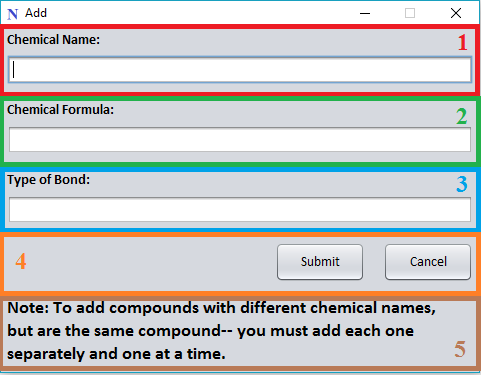 N Add
Chemical Name:
1
Chemical Formula:
2
Type of Bond:
3
4
Submit Cancel
Note: To add compounds with different chemical names,
but are the same compound-- you must add each one
separately and one at a time.
5